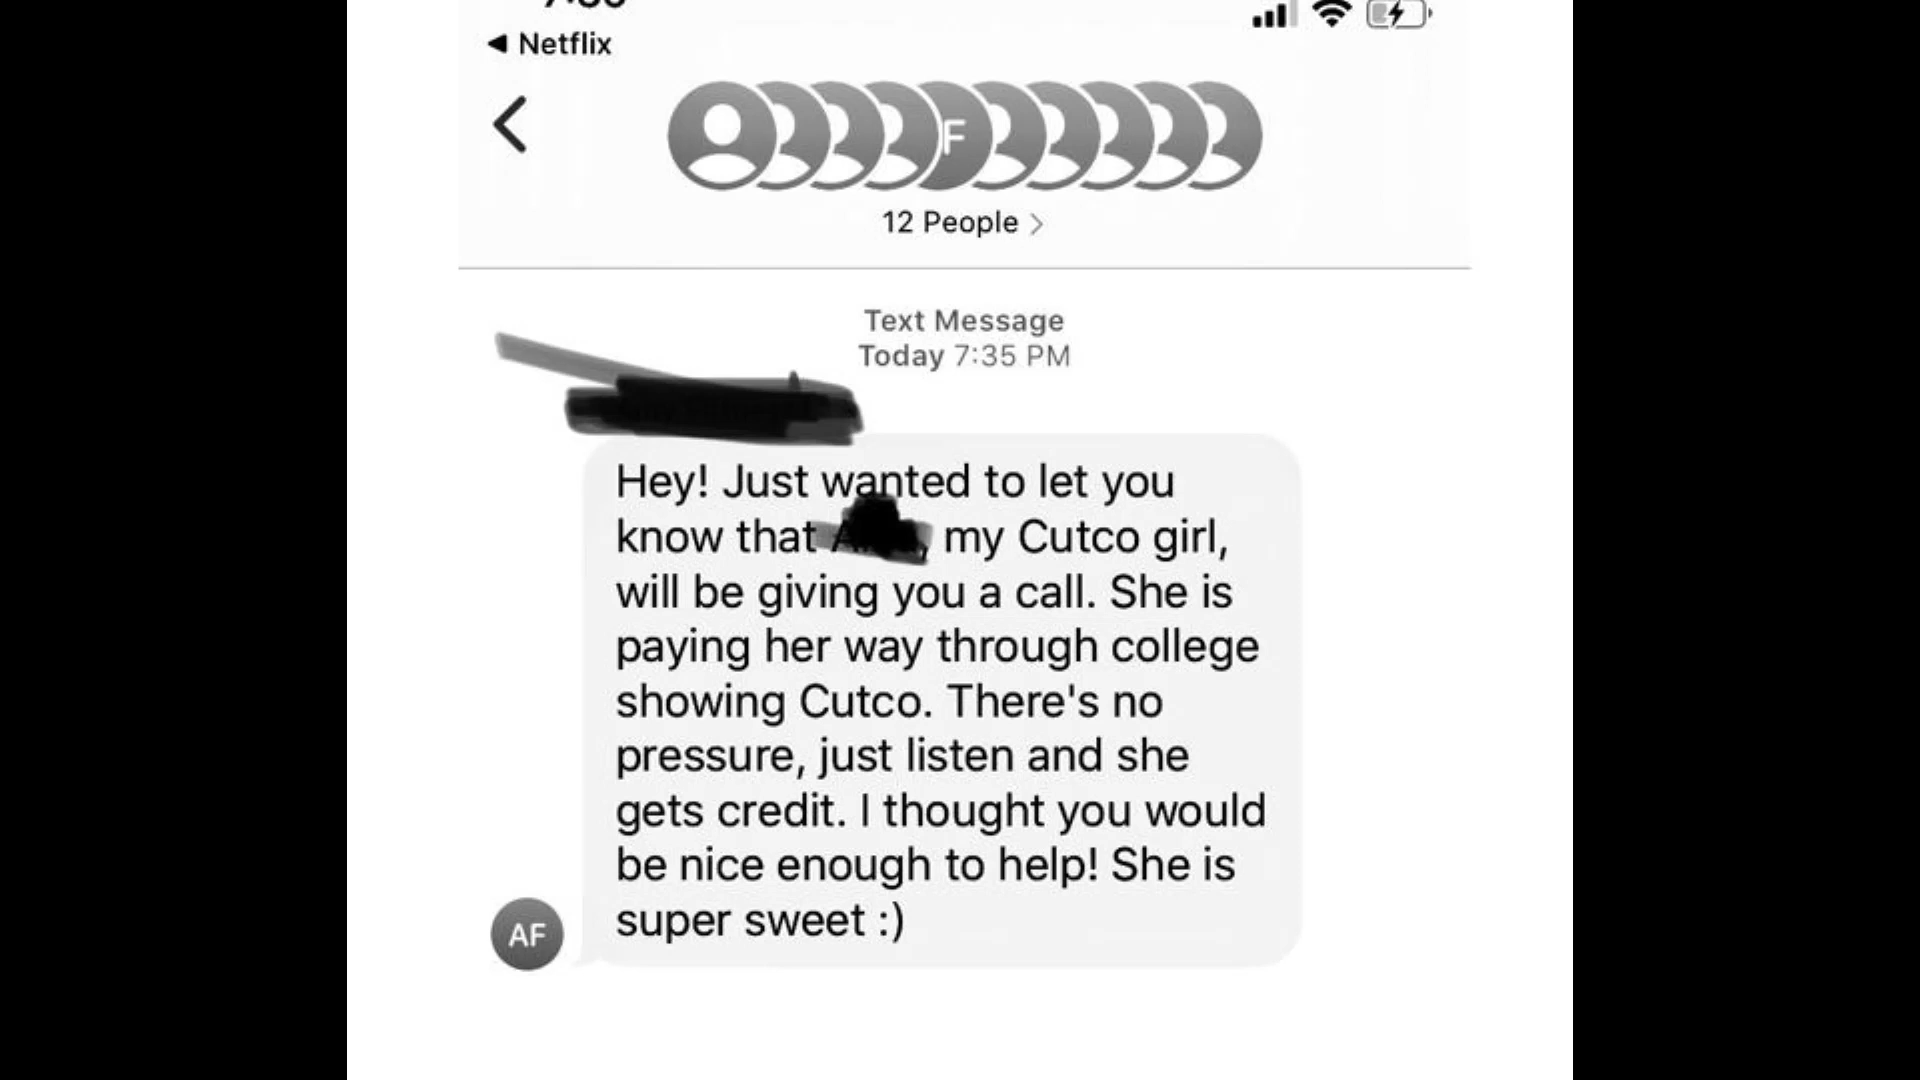 Netflix
F
12 People
Text Message
Today 7:35 PM
Hey! Just wanted to let you
know that my Cutco girl,
will be giving you a call. She is
paying her way through college
showing Cutco. There's no
pressure, just listen and she
gets credit. I thought you would
be nice enough to help! She is
super sweet :)
AF